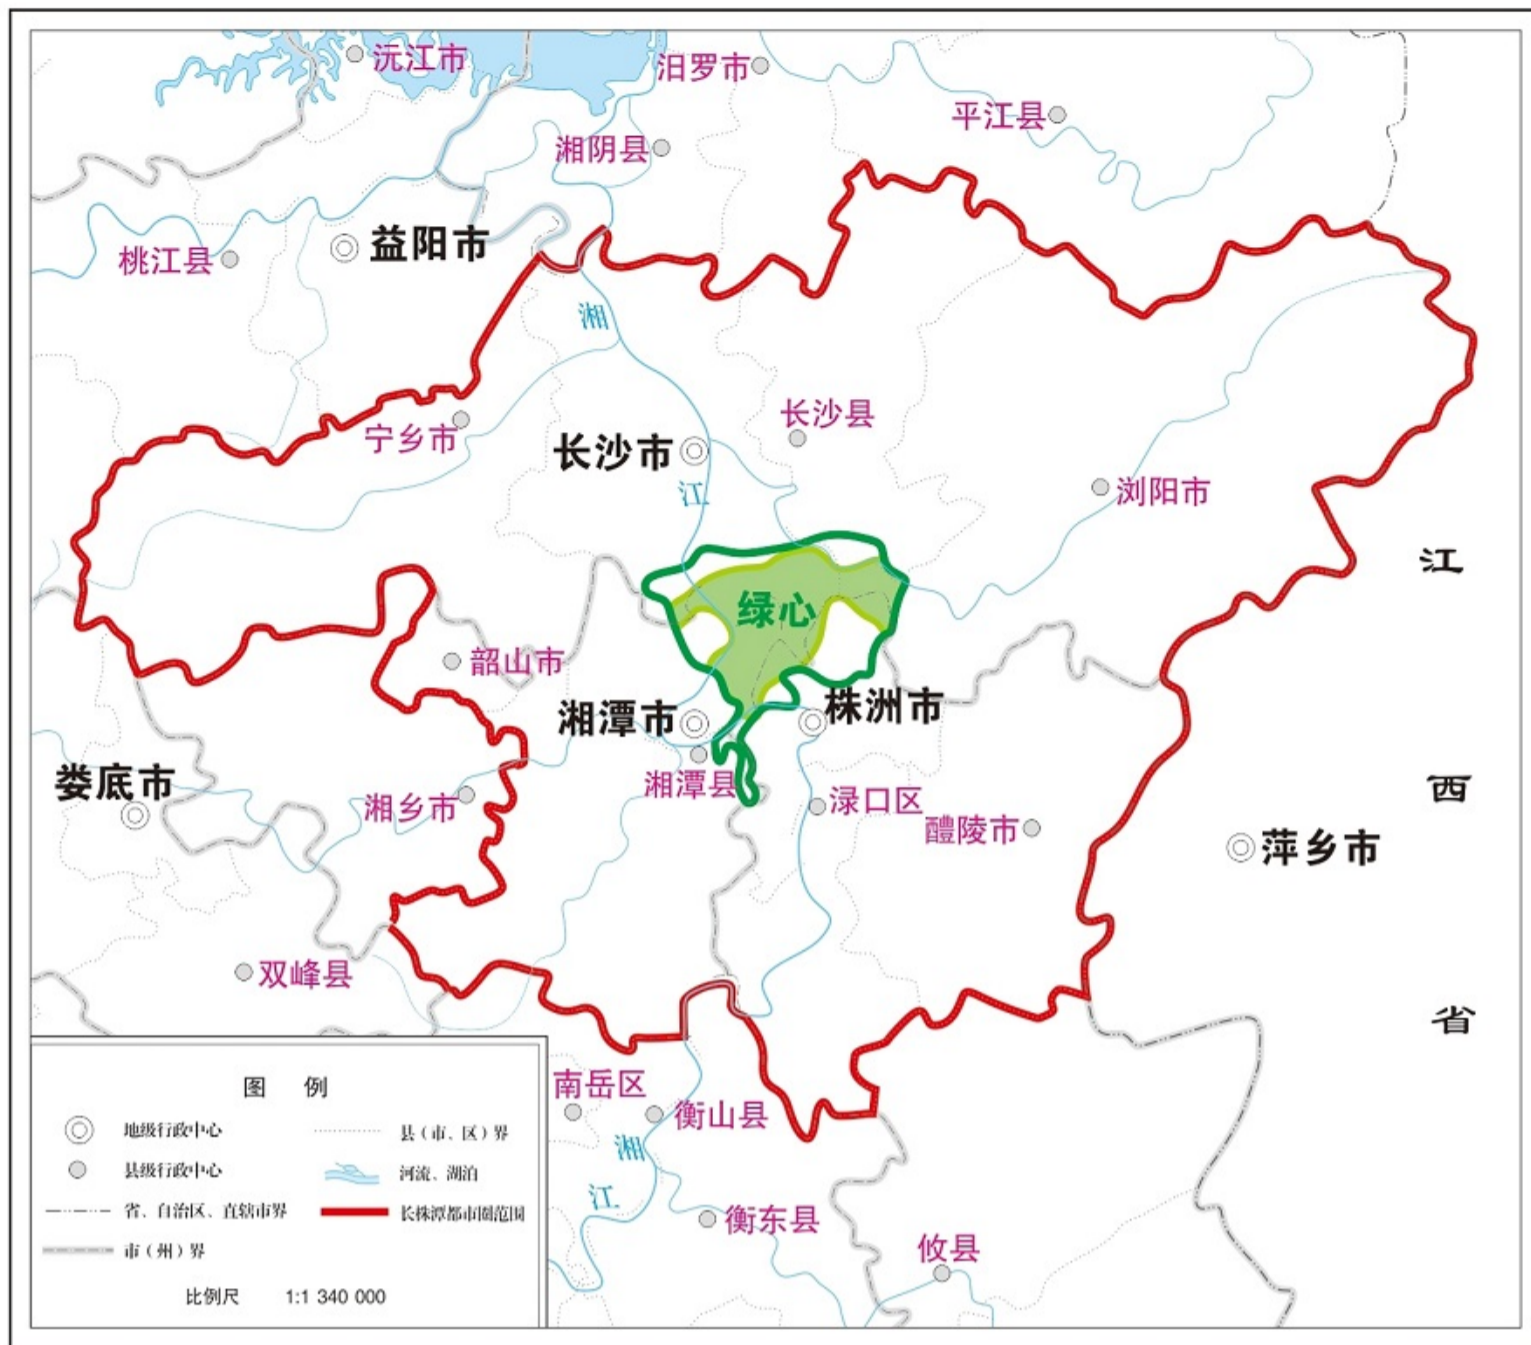 沅江市
汨罗市
平江县
湘阴县
益阳市
桃江县
湘
长沙县
宁乡市
长沙市
江
浏阳市
江
绿心
韶山市
湘潭市
株洲市
娄底市
湘潭县
西
湘乡市
渌口区
醴陵市
萍乡市
双峰县
省
图 例
地级行政中心
县(市、区)界
县级行政中心
河流、湖泊
省、自治区、直辖市界
长株潭都市圈范围
市(州)界
比例尺 1:1 340 000
南岳区
衡山县
湘
江
衡东县
攸县